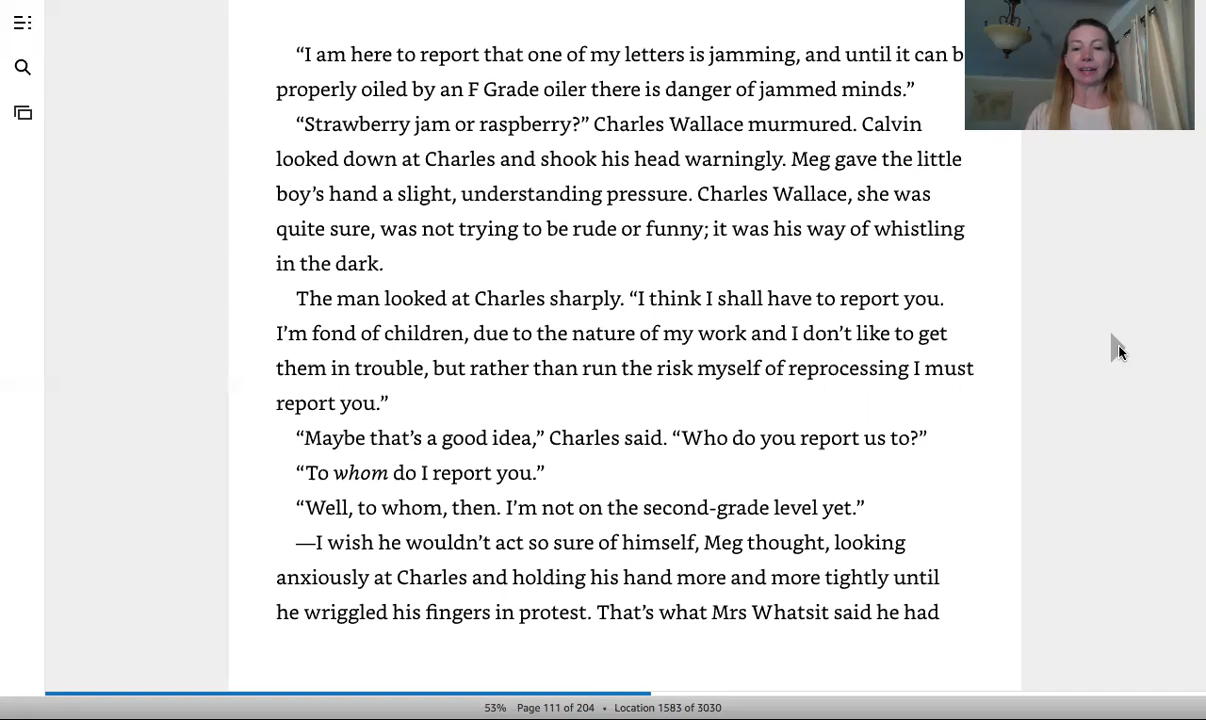 “I am here to report that one of my letters is jamming, and until it can b
properly oiled by an F Grade oiler there is danger of jammed minds.”
“Strawberry jam or raspberry?” Charles Wallace murmured. Calvin
looked down at Charles and shook his head warningly. Meg gave the little
boy’s hand a slight, understanding pressure. Charles Wallace, she was
quite sure, was not trying to be rude or funny; it was his way of whistling
in the dark.
The man looked at Charles sharply. “I think I shall have to report you.
I’m fond of children, due to the nature of my work and I don’t like to get
them in trouble, but rather than run the risk myself of reprocessing I must
report you.”
“Maybe that’s a good idea,” Charles said. “Who do you report us to?”
“To whom do I report you.”
“Well, to whom, then. I’m not on the second-grade level yet.”
—I wish he wouldn’t act so sure of himself, Meg thought, looking
anxiously at Charles and holding his hand more and more tightly until
he wriggled his fingers in protest. That’s what Mrs Whatsit said he had
53% Page 111 of 204 • Location 1583 of 3030